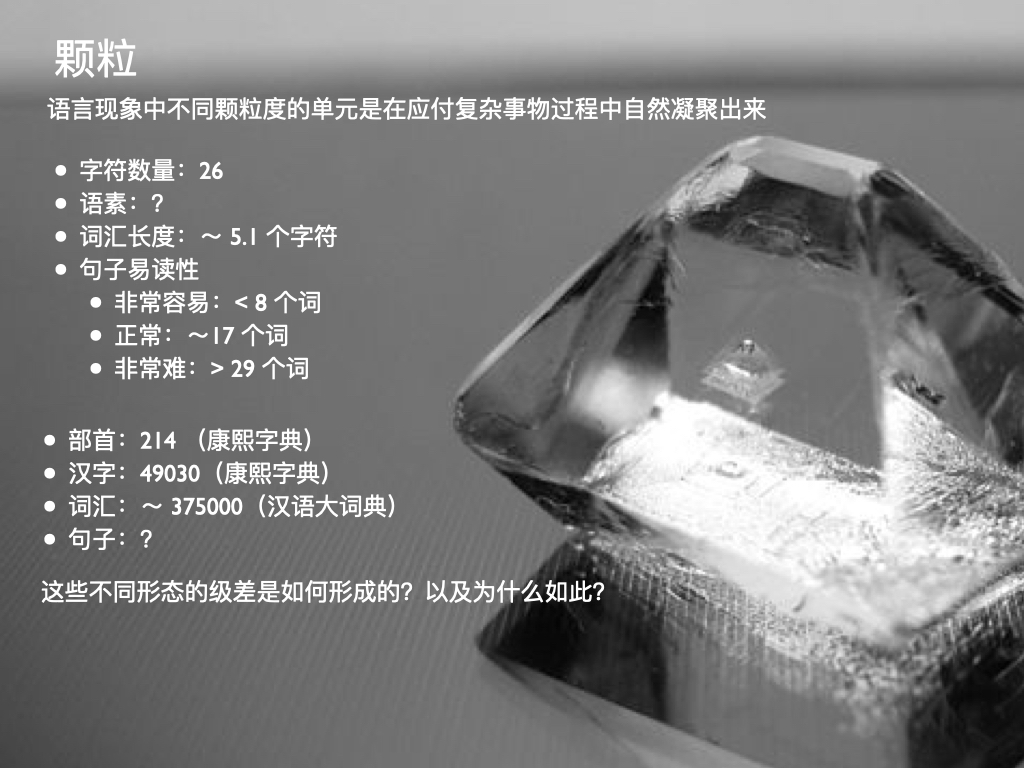 颗粒
语言现象中不同颗粒度的单元是在应付复杂事物过程中自然凝聚出来
• 字符数量：26
• 语素：？
• 词汇长度：～ 5.1 个字符
• 句子易读性
• 非常容易：< 8 个词
• 正常：～17 个词
• 非常难：> 29 个词
• 部首：214 （康熙字典）
• 汉字：49030（康熙字典）
• 词汇：～ 375000（汉语大词典）
• 句子：？
这些不同形态的级差是如何形成的？以及为什么如此？